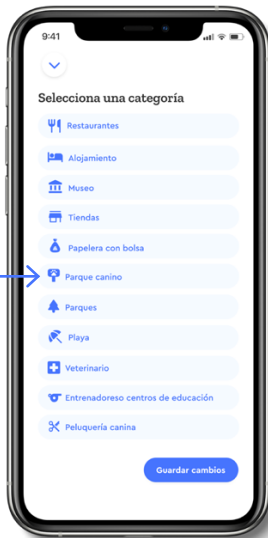 9:41
Selecciona una categoría
Restaurantes
Alojamiento
Museo
Tiendas
Papelera con bolsa
Parque canino
Parques
Playa
Veterinario
Entrenadoreso centros de educación
Peluquería canina
Guardar cambios